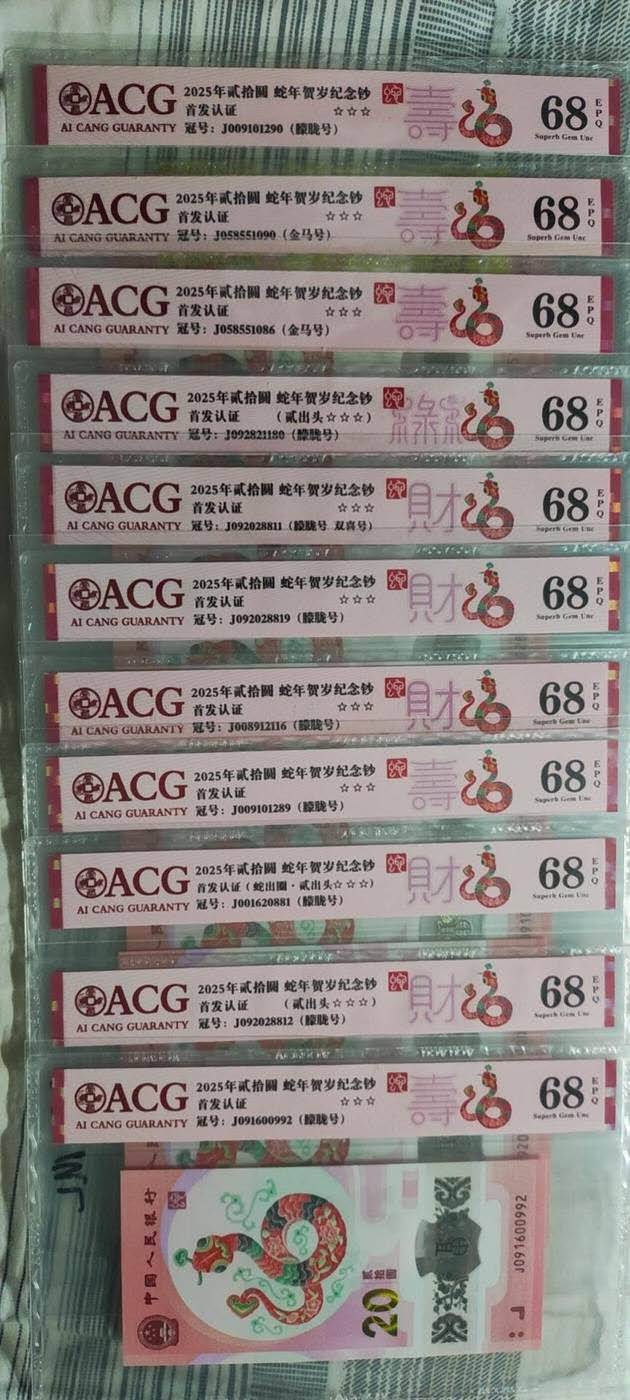 ACG
AI CANG GUARANTY
2025年贰拾圆 蛇年贺岁纪念钞
首发认证 ☆☆☆
冠号：J009101290（朦胧号）
壽
68 EPQ
Superb Gem Unc
ACG
AI CANG GUARANTY
2025年贰拾圆 蛇年贺岁纪念钞
首发认证 ☆☆☆
冠号：J058551090（金马号）
壽
68 EPQ
Superb Gem Unc
ACG
AI CANG GUARANTY
2025年贰拾圆 蛇年贺岁纪念钞
首发认证 ☆☆☆
冠号：J058551086（金马号）
壽
68 EPQ
Superb Gem Unc
ACG
AI CANG GUARANTY
2025年贰拾圆 蛇年贺岁纪念钞
首发认证 （贰出头☆☆☆）
冠号：J092821180（朦胧号）
68 EPQ
Superb Gem Unc
ACG
AI CANG GUARANTY
2025年贰拾圆 蛇年贺岁纪念钞
首发认证 ☆☆☆
冠号：J092028811（朦胧号 双喜号）
財
68 EPQ
Superb Gem Unc
ACG
AI CANG GUARANTY
2025年贰拾圆 蛇年贺岁纪念钞
首发认证 ☆☆☆
冠号：J092028819（朦胧号）
財
68 EPQ
Superb Gem Unc
ACG
AI CANG GUARANTY
2025年贰拾圆 蛇年贺岁纪念钞
首发认证 ☆☆☆
冠号：J008912116（朦胧号）
財
68 EPQ
Superb Gem Unc
ACG
AI CANG GUARANTY
2025年贰拾圆 蛇年贺岁纪念钞
首发认证 ☆☆☆
冠号：J009101289（朦胧号）
壽
68 EPQ
Superb Gem Unc
ACG
AI CANG GUARANTY
2025年贰拾圆 蛇年贺岁纪念钞
首发认证（蛇出圈·贰出头☆☆☆）
冠号：J001620881（朦胧号）
財
68 EPQ
Superb Gem Unc
ACG
AI CANG GUARANTY
2025年贰拾圆 蛇年贺岁纪念钞
首发认证 （贰出头☆☆☆）
冠号：J092028812（朦胧号）
財
68 EPQ
Superb Gem Unc
ACG
AI CANG GUARANTY
2025年贰拾圆 蛇年贺岁纪念钞
首发认证 ☆☆☆
冠号：J091600992（朦胧号）
壽
68 EPQ
Superb Gem Unc
中国人民银行
20
贰拾圆
J091600992